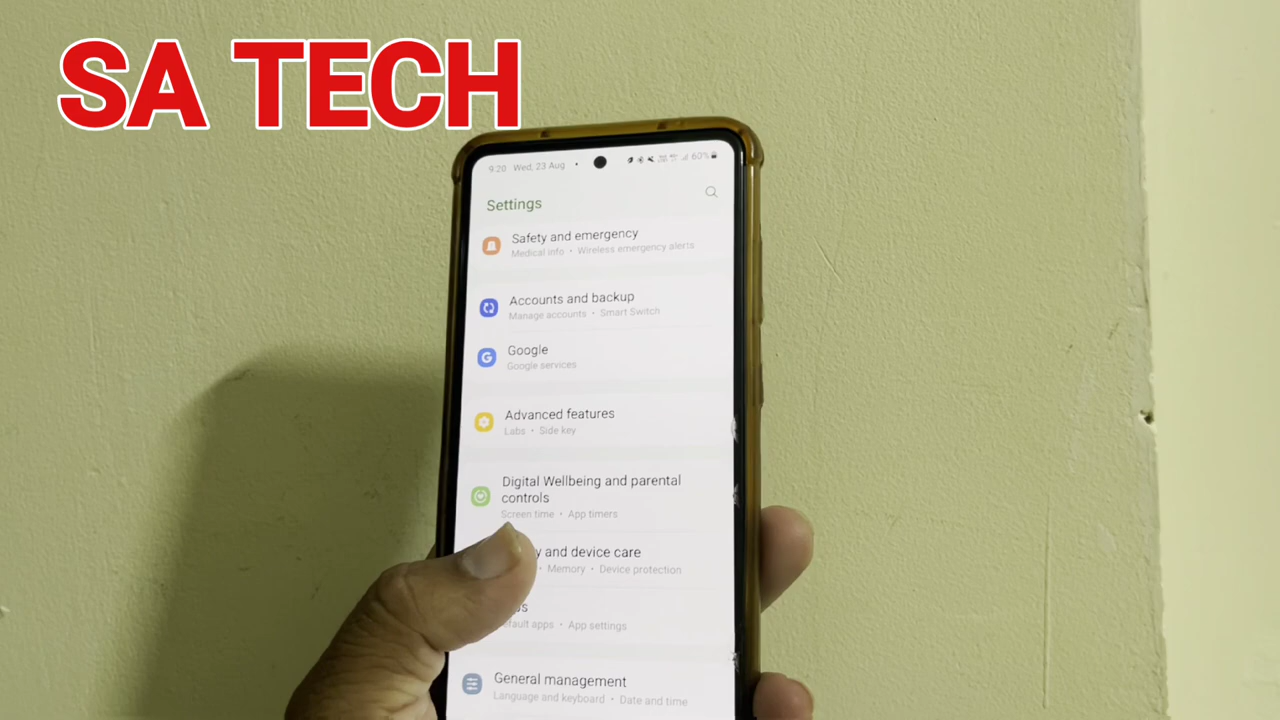 SA TECH
9:20 Wed, 23 Aug
60%
Settings
Safety and emergency
Medical info • Wireless emergency alerts
Accounts and backup
Manage accounts • Smart Switch
Google
Google services
Advanced features
Labs • Side key
Digital Wellbeing and parental
controls
Screen time • App timers
y and device care
• Memory • Device protection
ps
efault apps • App settings
General management
Language and keyboard • Date and time